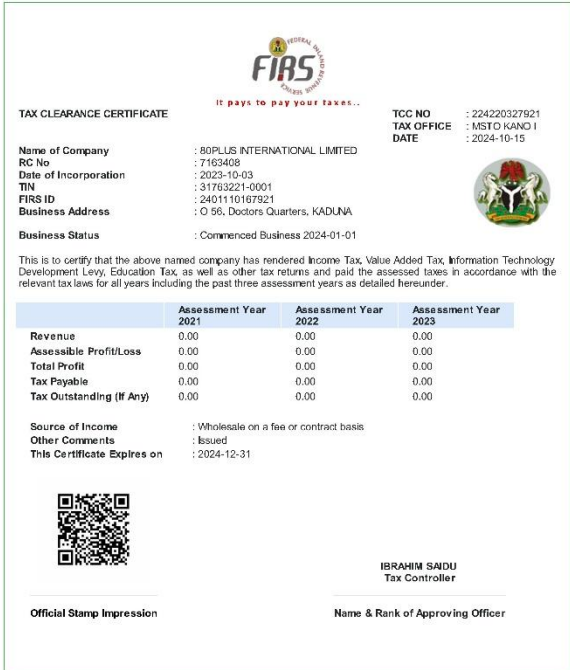 FEDERAL INLAND REVENUE SERVICE
FIRS
It pays to pay your taxes..
TAX CLEARANCE CERTIFICATE
TCC NO : 224220327921
TAX OFFICE : MSTO KANO I
DATE : 2024-10-15
Name of Company : 80PLUS INTERNATIONAL LIMITED
RC No : 7163408
Date of Incorporation : 2023-10-03
TIN : 31763221-0001
FIRS ID : 2401110167921
Business Address : O 56, Doctors Quarters, KADUNA
Business Status : Commenced Business 2024-01-01
This is to certify that the above named company has rendered Income Tax, Value Added Tax, Information Technology
Development Levy, Education Tax, as well as other tax returns and paid the assessed taxes in accordance with the
relevant tax laws for all years including the past three assessment years as detailed hereunder.
Assessment Year 2021 Assessment Year 2022 Assessment Year 2023
Revenue 0.00 0.00 0.00
Assessible Profit/Loss 0.00 0.00 0.00
Total Profit 0.00 0.00 0.00
Tax Payable 0.00 0.00 0.00
Tax Outstanding (If Any) 0.00 0.00 0.00
Source of Income : Wholesale on a fee or contract basis
Other Comments : Issued
This Certificate Expires on : 2024-12-31
IBRAHIM SAIDU
Tax Controller
Official Stamp Impression
Name & Rank of Approving Officer